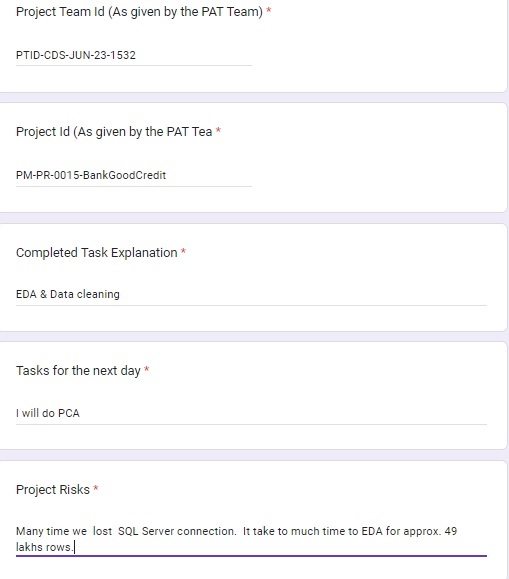 Project Team Id (As given by the PAT Team) *
PTID-CDS-JUN-23-1532
Project Id (As given by the PAT Tea *
PM-PR-0015-BankGoodCredit
Completed Task Explanation *
EDA & Data cleaning
Tasks for the next day *
I will do PCA
Project Risks *
Many time we  lost  SQL Server connection.  It take to much time to EDA for approx. 49
lakhs rows.